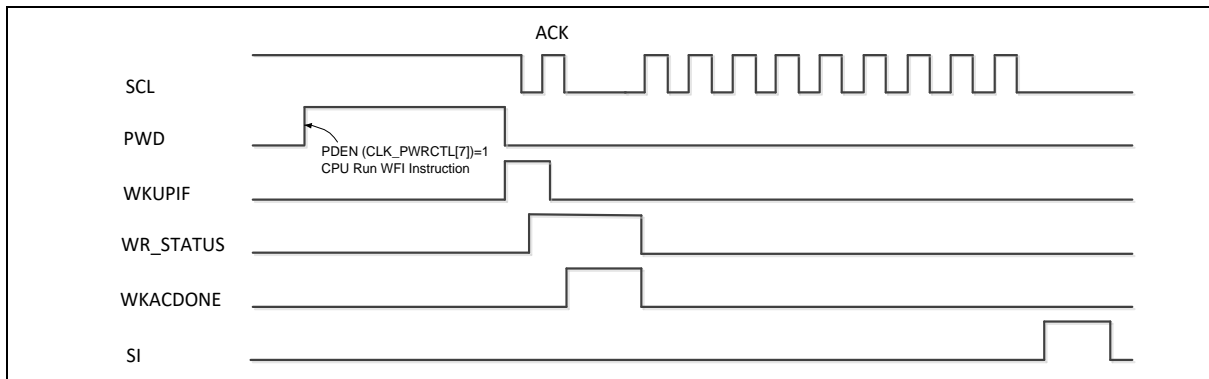 ACK
SCL
PWD
PDEN (CLK_PWRCTL[7])=1
CPU Run WFI Instruction
WKUPIF
WR_STATUS
WKACDONE
SI